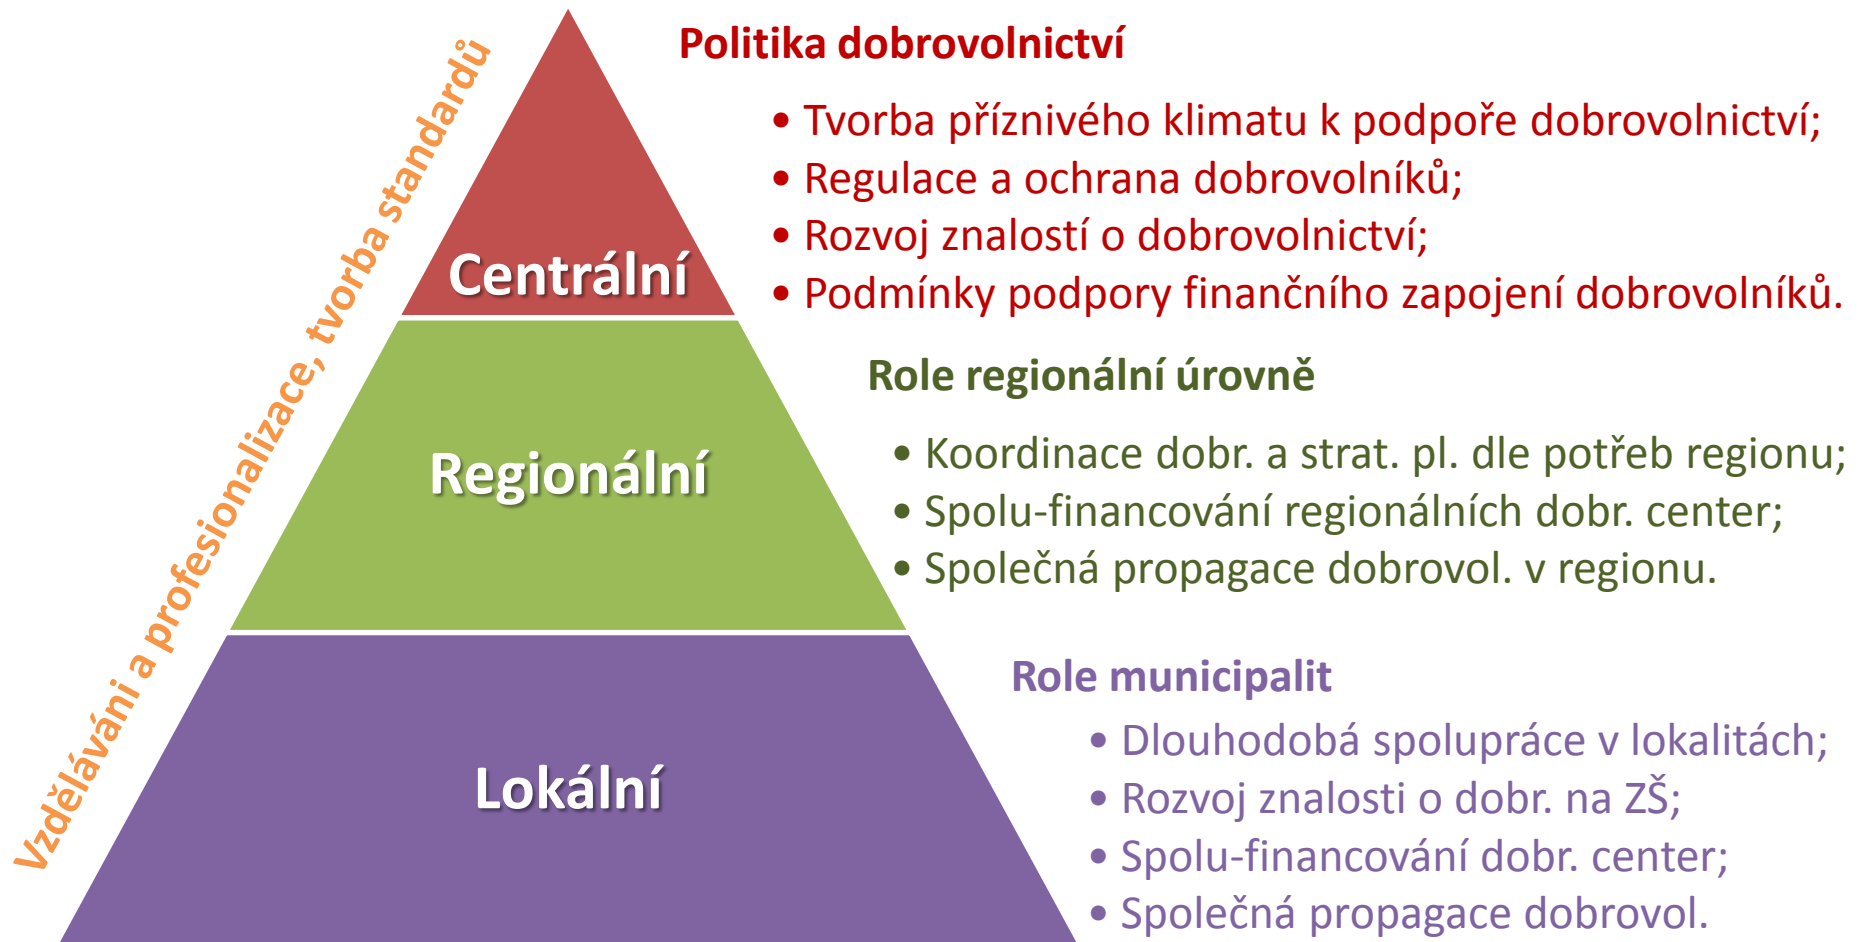 Vzděláváni a profesionalizace, tvorba standardů
Politika dobrovolnictví
• Tvorba příznivého klimatu k podpoře dobrovolnictví;
• Regulace a ochrana dobrovolníků;
• Rozvoj znalostí o dobrovolnictví;
• Podmínky podpory finančního zapojení dobrovolníků.
Centrální
Role regionální úrovně
• Koordinace dobr. a strat. pl. dle potřeb regionu;
• Spolu-financování regionálních dobr. center;
• Společná propagace dobrovol. v regionu.
Regionální
Role municipalit
• Dlouhodobá spolupráce v lokalitách;
• Rozvoj znalosti o dobr. na ZŠ;
• Spolu-financování dobr. center;
• Společná propagace dobrovol.
Lokální